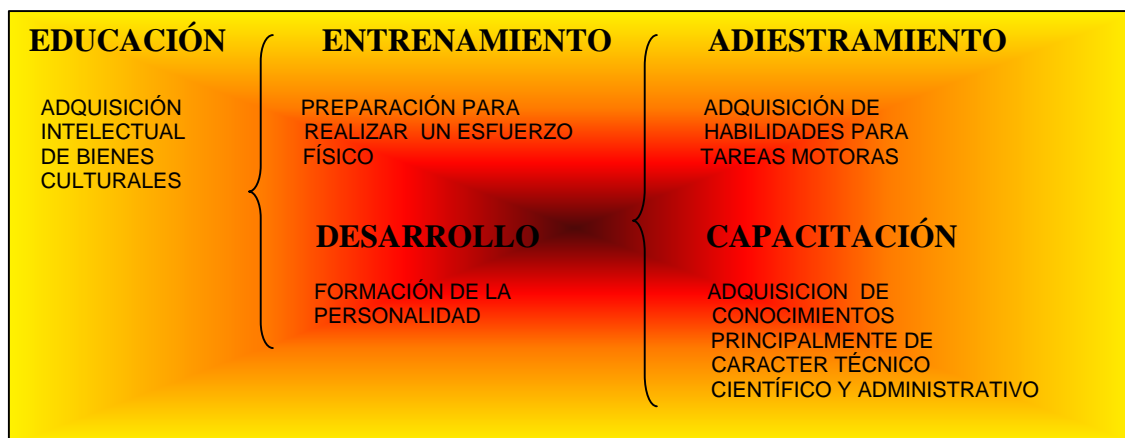 EDUCACIÓN
ADQUISICIÓN
INTELECTUAL
DE BIENES
CULTURALES
ENTRENAMIENTO
PREPARACIÓN PARA
REALIZAR UN ESFUERZO
FÍSICO
DESARROLLO
FORMACIÓN DE LA
PERSONALIDAD
ADIESTRAMIENTO
ADQUISICIÓN DE
HABILIDADES PARA
TAREAS MOTORAS
CAPACITACIÓN
ADQUISICION DE
CONOCIMIENTOS
PRINCIPALMENTE DE
CARACTER TÉCNICO
CIENTÍFICO Y ADMINISTRATIVO